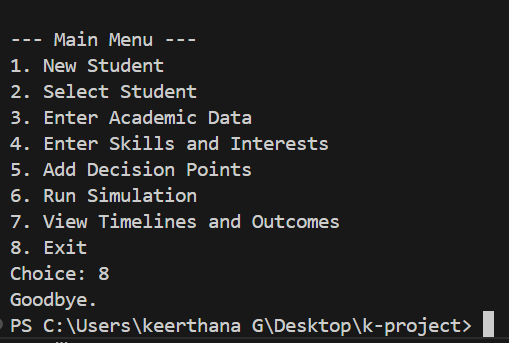 --- Main Menu ---
1. New Student
2. Select Student
3. Enter Academic Data
4. Enter Skills and Interests
5. Add Decision Points
6. Run Simulation
7. View Timelines and Outcomes
8. Exit
Choice: 8
Goodbye.
PS C:\Users\keerthana G\Desktop\k-project>